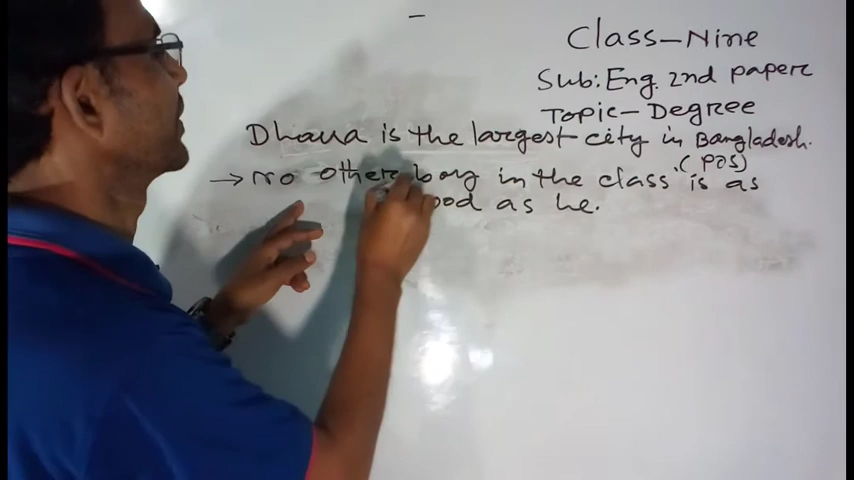 Class-Nine
Sub: Eng. 2nd paper
Topic-Degree
Dhaka is the largest city in Bangladesh.
(pos)
→ No other boy in the class is as
ood as he.